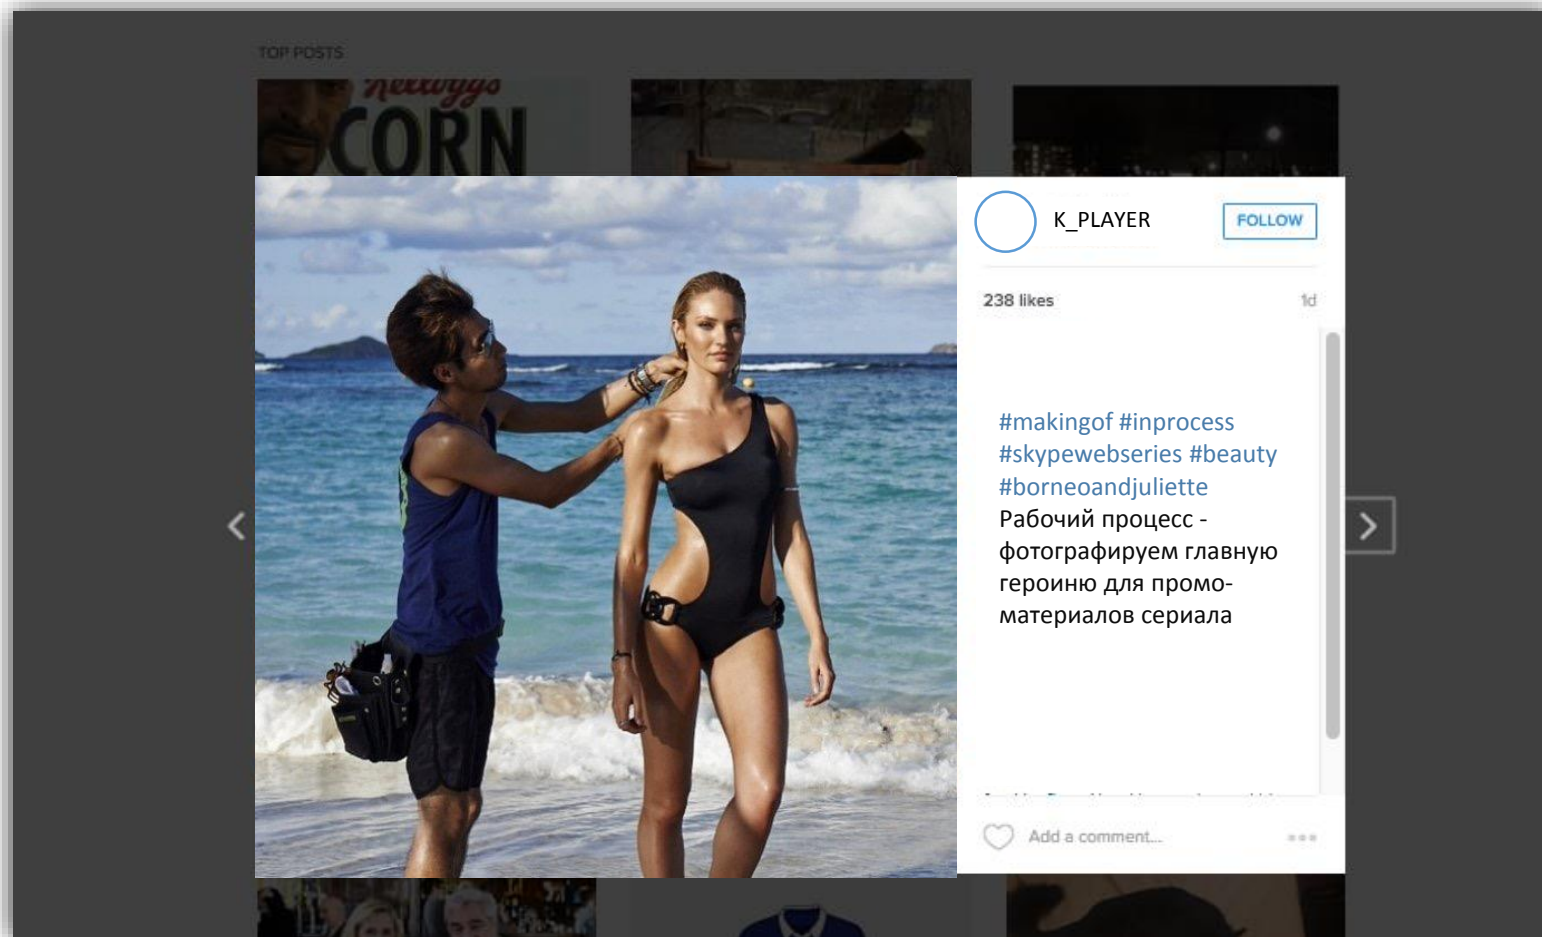 TOP POSTS
Kellogg's
CORN
K_PLAYER
FOLLOW
238 likes
1d
#makingof #inprocess
#skypewebseries #beauty
#borneoandjuliette
Рабочий процесс -
фотографируем главную
героиню для промо-
материалов сериала
Add a comment...